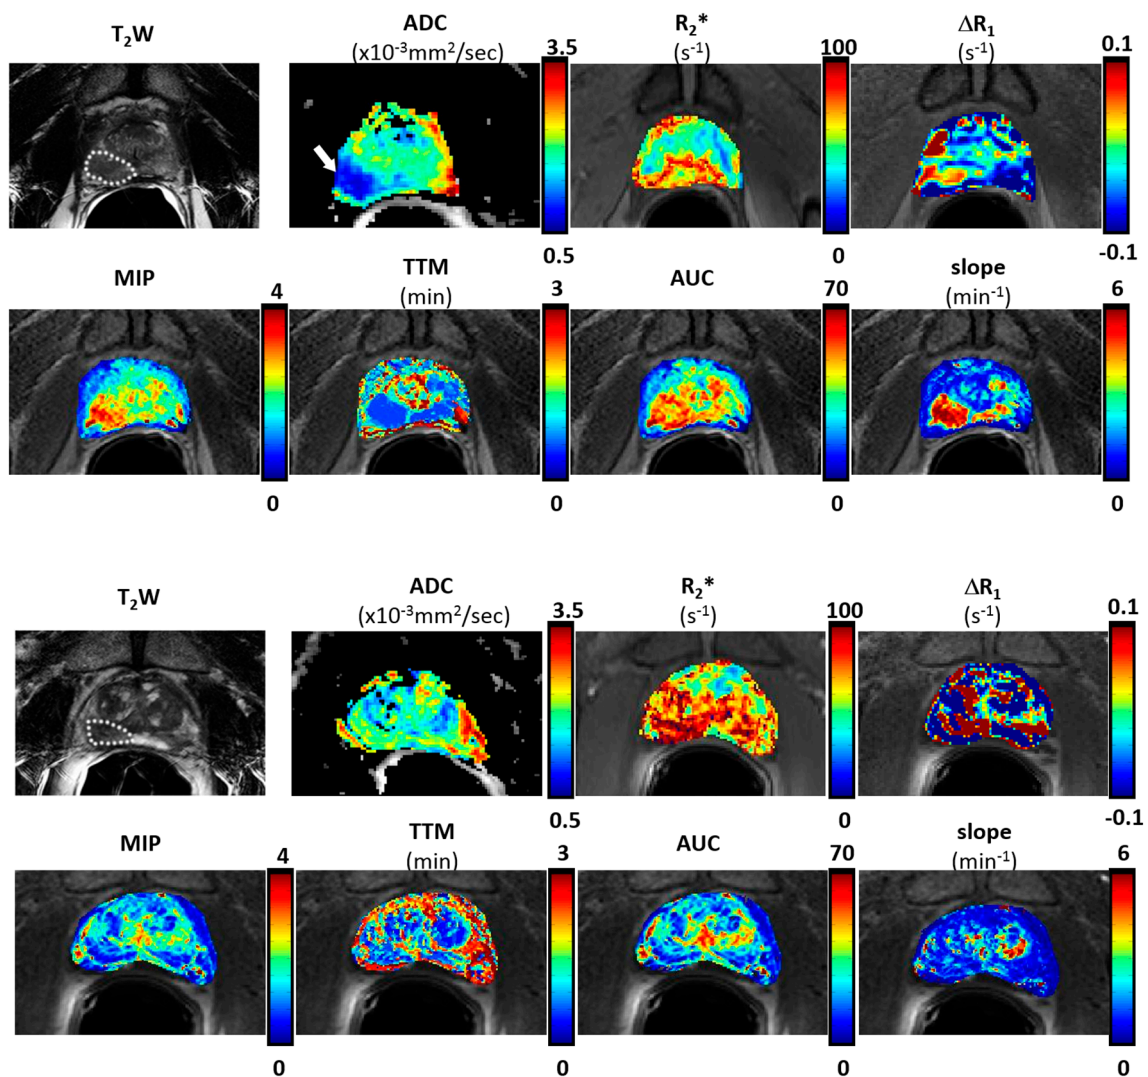 T2W
ADC
(x10-3mm2/sec)
R2*
(s-1)
ΔR1
(s-1)
3.5
100
0.1
0.5
0
-0.1
MIP
TTM
(min)
AUC
slope
(min-1)
4
3
70
6
0
0
0
0
T2W
ADC
(x10-3mm2/sec)
R2*
(s-1)
ΔR1
(s-1)
3.5
100
0.1
0.5
0
-0.1
MIP
TTM
(min)
AUC
slope
(min-1)
4
3
70
6
0
0
0
0